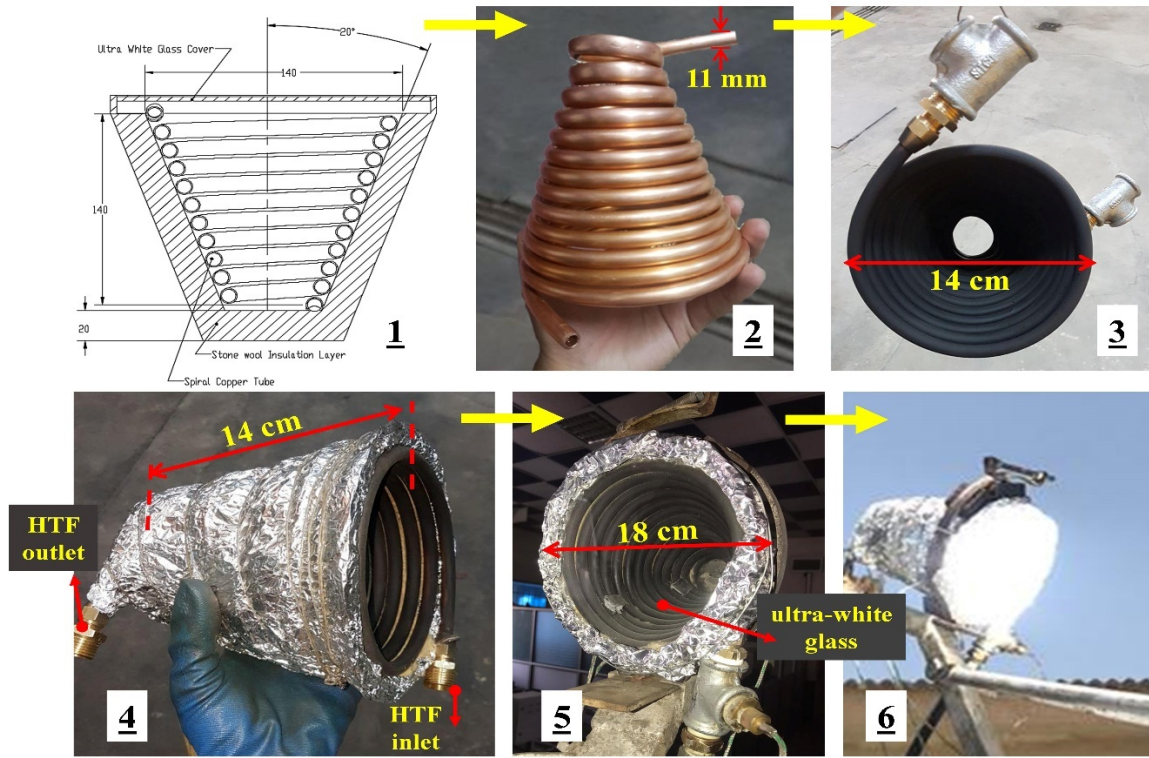 20°
Ultra White Glass Cover
140
140
20
Stone wool Insulation Layer
Spiral Copper Tube
1
11 mm
2
14 cm
3
14 cm
HTF
outlet
HTF
inlet
4
18 cm
ultra-white
glass
5
6